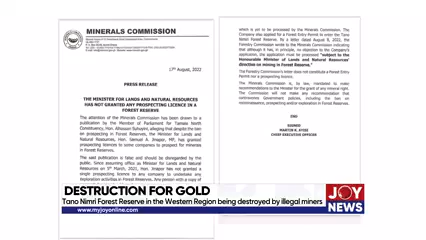 MINERALS COMMISSION
17th August, 2022
PRESS RELEASE
THE MINISTER FOR LANDS AND NATURAL RESOURCES
HAS NOT GRANTED ANY PROSPECTING LICENCE IN A
FOREST RESERVE
The attention of the Minerals Commission has been drawn to a
publication by the Member of Parliament for Tamale North
Constituency, Hon. Alhassan Suhuyini, alleging that despite the ban
on prospecting in Forest Reserves, the Minister for Lands and
Natural Resources, Hon. Samuel A. Jinapor, MP, has granted
prospecting licences to some companies to prospect for minerals
in Forest Reserves.
The said publication is false and should be disregarded by the
public. Since assuming office as Minister for Lands and Natural
Resources on 5th March, 2021, Hon. Jinapor has not granted a
single prospecting licence to any company to undertake any
exploration activities in Forest Reserves. Any person with a copy of
which is yet to be processed by the Minerals Commission. The
Company also applied for a Forest Entry Permit to enter the Tano
Nimiri Forest Reserve. By a letter dated August 8, 2022, the
Forestry Commission wrote to the Minerals Commission indicating
that although it has, in principle, no objection to the Company's
application, the application must be processed "subject to the
Honourable Minister of Lands and Natural Resources'
directive on mining in Forest Reserve."
The Forestry Commission's letter does not constitute a Forest Entry
Permit nor a prospecting licence.
The Minerals Commission is, by law, mandated to make
recommendations to the Minister for the grant of any mineral right.
The Commission will not make any recommendation that
contravenes Government policies, including the ban on
reconnaissance, prospecting and/or exploration in Forest Reserves.
END
SIGNED
MARTIN K. AYISI
CHIEF EXECUTIVE OFFICER
DESTRUCTION FOR GOLD
Tano Nimri Forest Reserve in the Western Region being destroyed by illegal miners
www.myjoyonline.com
JOY
NEWS